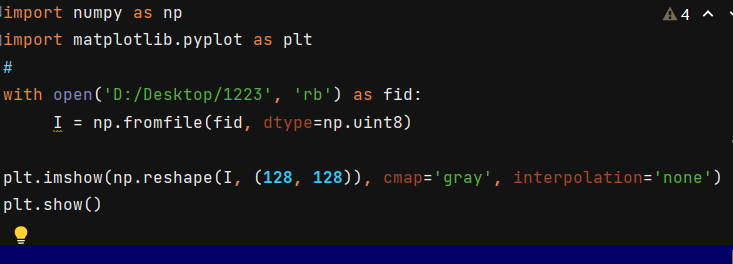 import numpy as np
4
import matplotlib.pyplot as plt
#
with open('D:/Desktop/1223', 'rb') as fid:
I = np.fromfile(fid, dtype=np.uint8)
plt.imshow(np.reshape(I, (128, 128)), cmap='gray', interpolation='none')
plt.show()